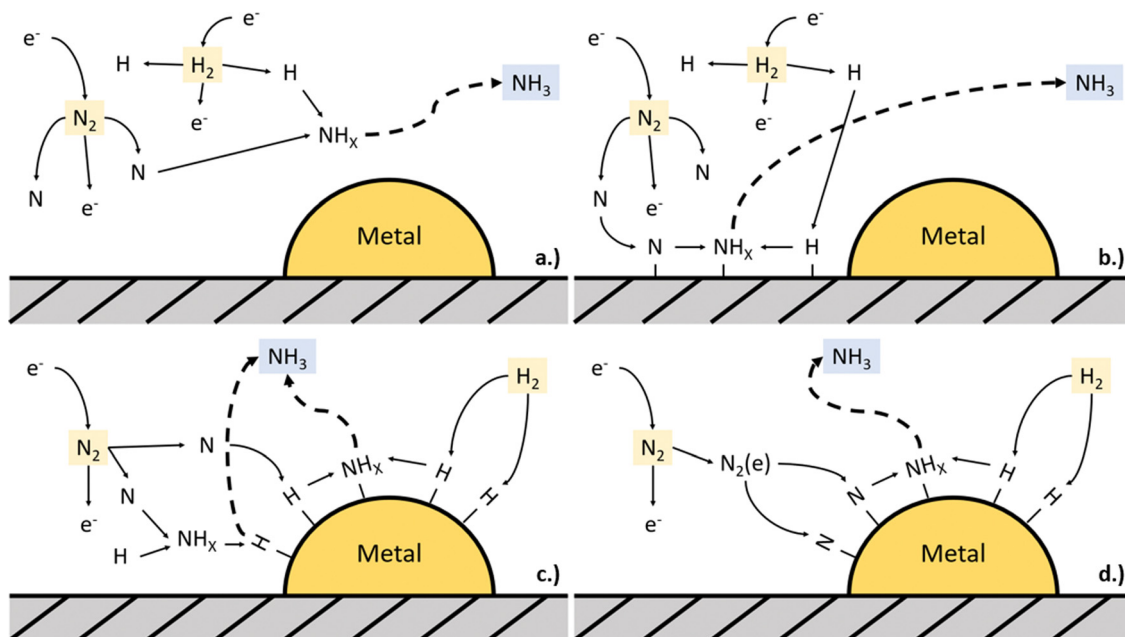 e⁻
e⁻
H H₂ H
NH₃
N₂
e⁻
NHₓ
N
N
e⁻
Metal
a.)
e⁻
e⁻
H H₂ H
NH₃
N₂
N N
e⁻
N NHₓ H
Metal
b.)
NH₃
e⁻
H₂
N₂ N
N
NHₓ H
H H
e⁻
H NHₓ H
Metal
c.)
NH₃
e⁻
H₂
N₂
N₂(e)
NHₓ H
N H
e⁻
N
Metal
d.)